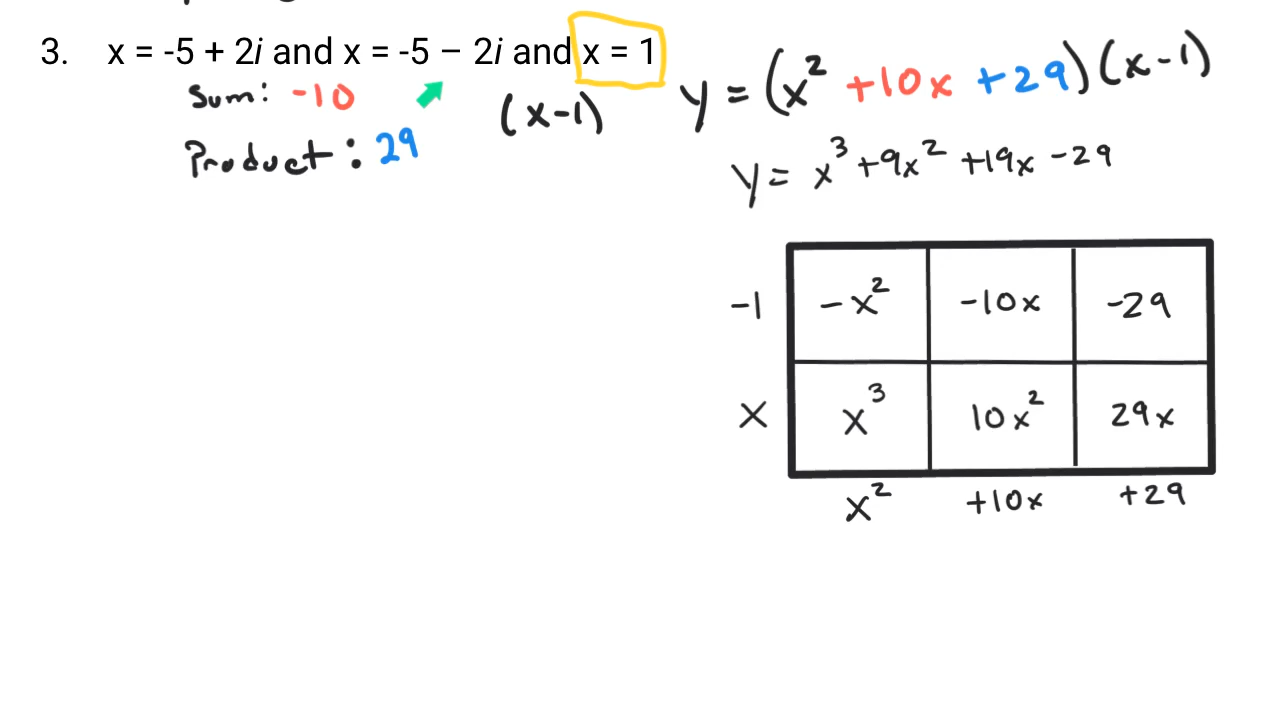 3. x = -5 + 2i and x = -5 – 2i and x = 1
Sum: -10
Product: 29
(x-1)
y = (x² +10x +29)(x-1)
y = x³ +9x² +19x -29
-1 -x² -10x -29
x x³ 10x² 29x
x² +10x +29